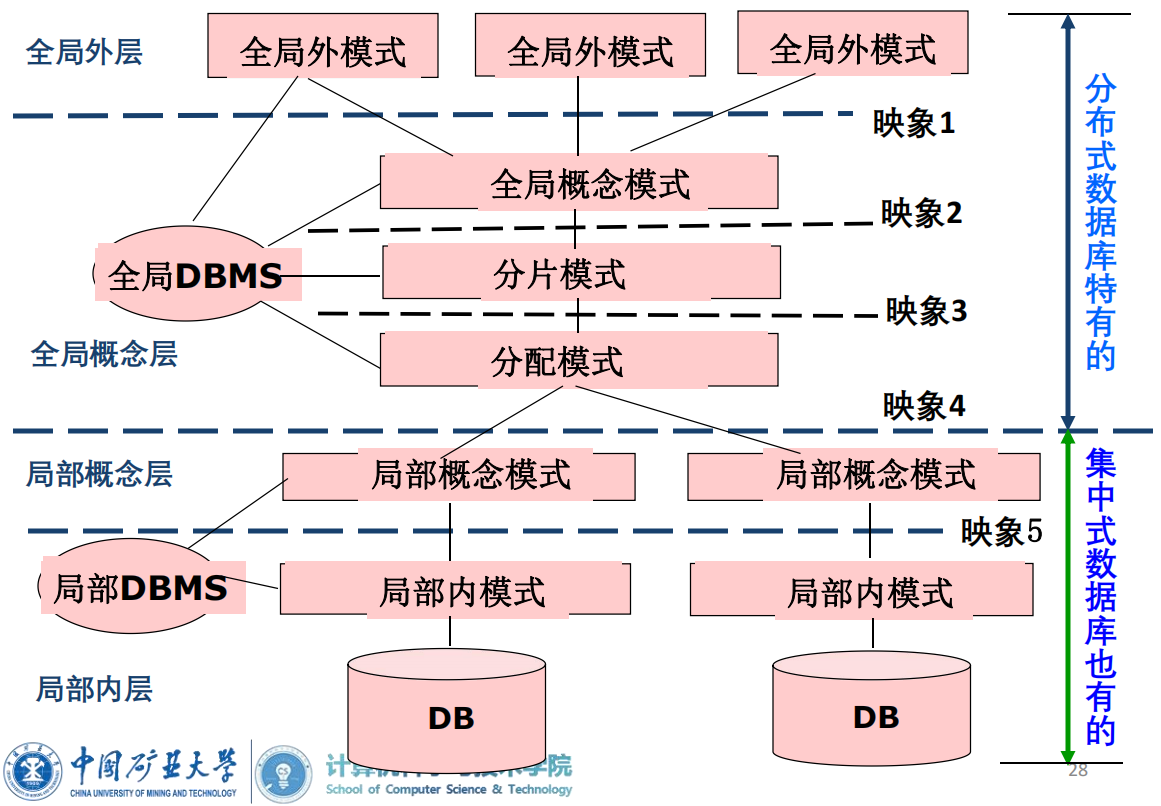 全局外层
全局外模式
全局外模式
全局外模式
映象1
全局概念模式
映象2
全局DBMS
分片模式
映象3
全局概念层
分配模式
映象4
局部概念层
局部概念模式
局部概念模式
映象5
局部DBMS
局部内模式
局部内模式
局部内层
DB
DB
分布式数据库特有的
集中式数据库也有的
中国矿业大学
CHINA UNIVERSITY OF MINING AND TECHNOLOGY
School of Computer Science & Technology
28